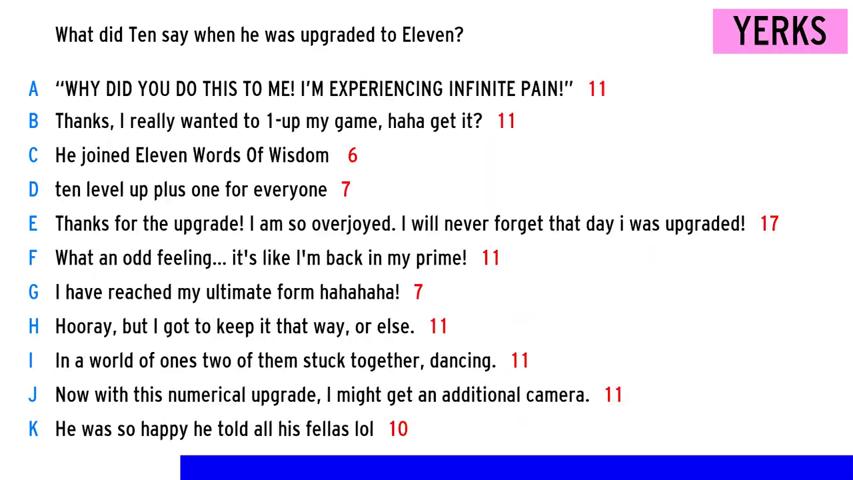 What did Ten say when he was upgraded to Eleven?
YERKS
A “WHY DID YOU DO THIS TO ME! I’M EXPERIENCING INFINITE PAIN!” 11
B Thanks, I really wanted to 1-up my game, haha get it? 11
C He joined Eleven Words Of Wisdom 6
D ten level up plus one for everyone 7
E Thanks for the upgrade! I am so overjoyed. I will never forget that day i was upgraded! 17
F What an odd feeling... it's like I'm back in my prime! 11
G I have reached my ultimate form hahahaha! 7
H Hooray, but I got to keep it that way, or else. 11
I In a world of ones two of them stuck together, dancing. 11
J Now with this numerical upgrade, I might get an additional camera. 11
K He was so happy he told all his fellas lol 10